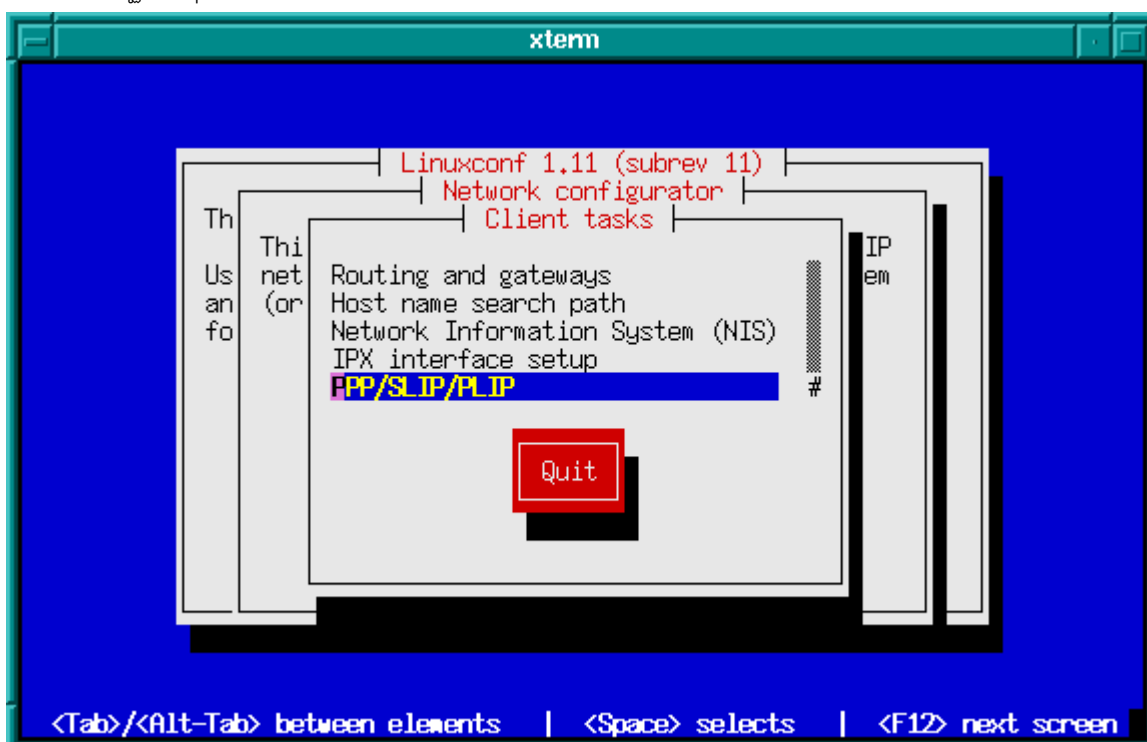 xterm
Linuxconf 1.11 (subrev 11)
Network configurator
Client tasks
Th
Thi IP
Us net Routing and gateways em
an (or Host name search path
fo Network Information System (NIS)
IPX interface setup
PPP/SLIP/PLIP #
Quit
<Tab>/<Alt-Tab> between elements | <Space> selects | <F12> next screen